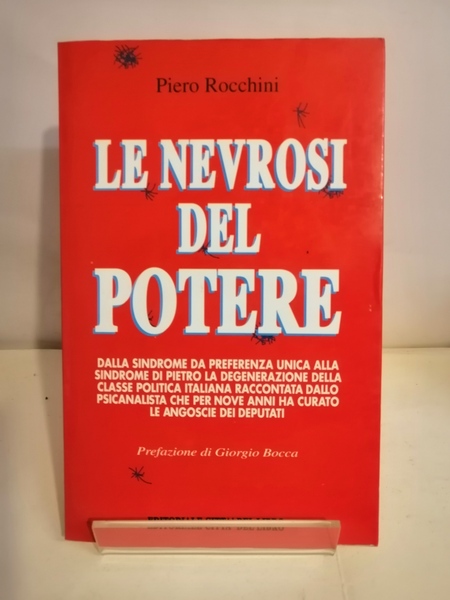 Piero Rocchini
LE NEVROSI
DEL
POTERE
DALLA SINDROME DA PREFERENZA UNICA ALLA
SINDROME DI PIETRO LA DEGENERAZIONE DELLA
CLASSE POLITICA ITALIANA RACCONTATA DALLO
PSICANALISTA CHE PER NOVE ANNI HA CURATO
LE ANGOSCIE DEI DEPUTATI
Prefazione di Giorgio Bocca